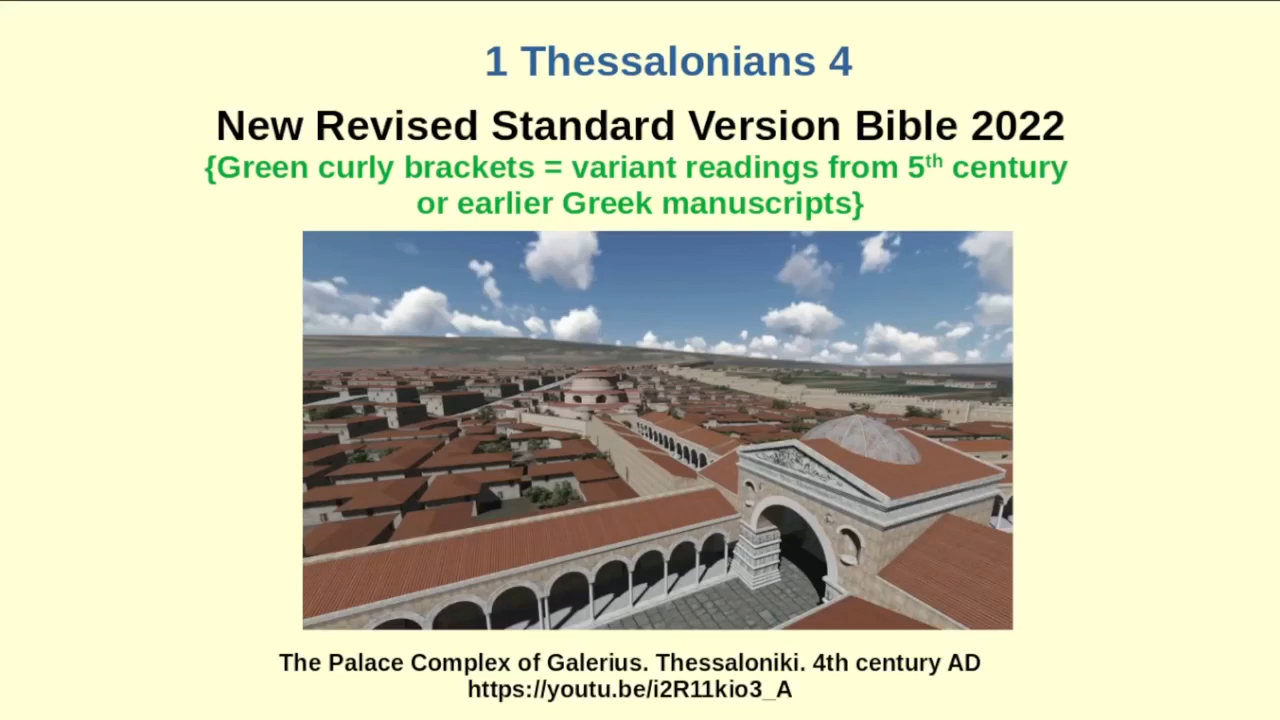 1 Thessalonians 4
New Revised Standard Version Bible 2022
{Green curly brackets = variant readings from 5th century
or earlier Greek manuscripts}
The Palace Complex of Galerius. Thessaloniki. 4th century AD
https://youtu.be/i2R11kio3_A